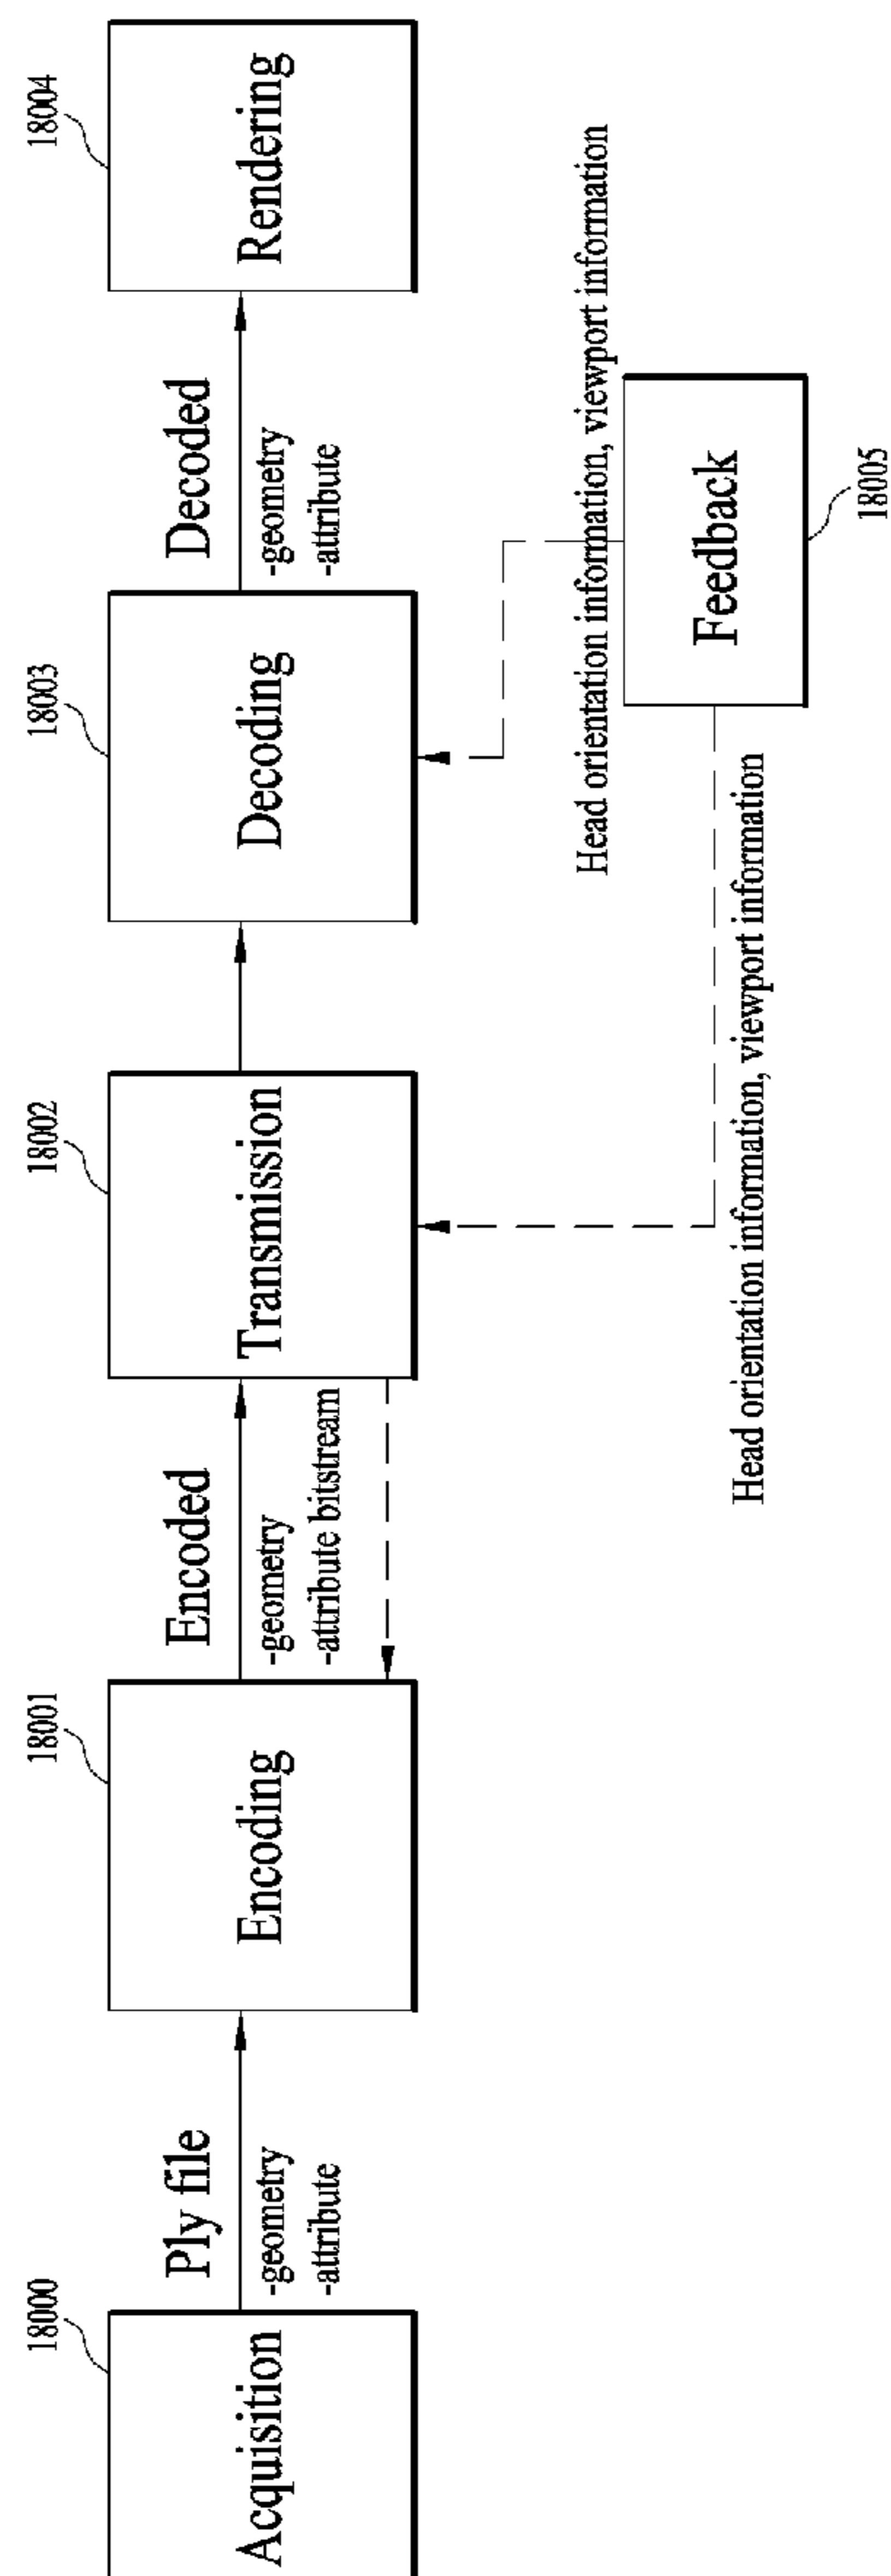 18000
Acquisition
Ply file
-geometry
-attribute
18001
Encoding
Encoded
-geometry
-attribute bitstream
18002
Transmission
18003
Decoding
Decoded
-geometry
-attribute
18004
Rendering
Head orientation information, viewport information
Feedback
18005
Head orientation information, viewport information